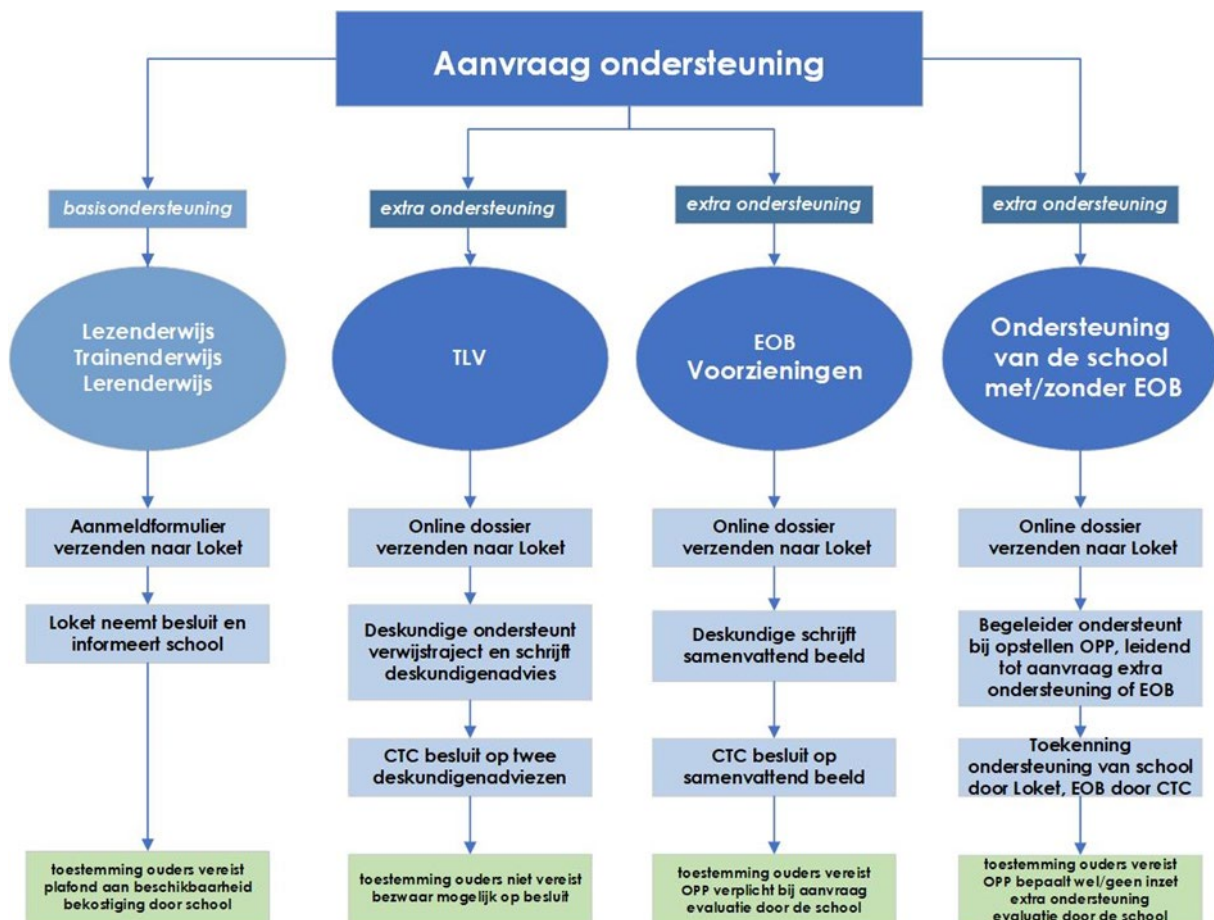 Aanvraag ondersteuning
basisondersteuning
extra ondersteuning
extra ondersteuning
extra ondersteuning
Lezenderwijs
Trainenderwijs
Lerenderwijs
TLV
EOB
Voorzieningen
Ondersteuning
van de school
met/zonder EOB
Aanmeldformulier
verzenden naar Loket
Online dossier
verzenden naar Loket
Online dossier
verzenden naar Loket
Online dossier
verzenden naar Loket
Loket neemt besluit en
informeert school
Deskundige ondersteunt
verwijstraject en schrijft
deskundigenadvies
Deskundige schrijft
samenvattend beeld
Begeleider ondersteunt
bij opstellen OPP, leidend
tot aanvraag extra
ondersteuning of EOB
CTC besluit op twee
deskundigenadviezen
CTC besluit op
samenvattend beeld
Toekenning
ondersteuning van school
door Loket, EOB door CTC
toestemming ouders vereist
plafond aan beschikbaarheid
bekostiging door school
toestemming ouders niet vereist
bezwaar mogelijk op besluit
toestemming ouders vereist
OPP verplicht bij aanvraag
evaluatie door de school
toestemming ouders vereist
OPP bepaalt wel/geen inzet
extra ondersteuning
evaluatie door de school